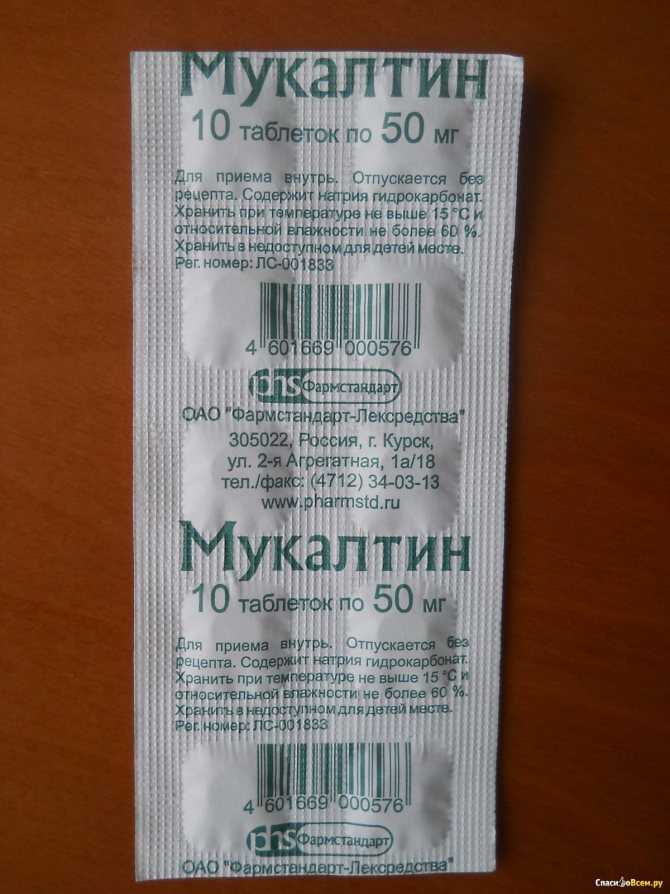 Мукалтин
10 таблеток по 50 мг
Для приема внутрь. Отпускается без
рецепта. Содержит натрия гидрокарбонат.
Хранить при температуре не выше 15 °С и
относительной влажности не более 60 %.
Хранить в недоступном для детей месте.
Рег. номер: ЛС-001833
4 601669 000576
phs Фармстандарт
ОАО "Фармстандарт-Лексредства"
305022, Россия, г. Курск,
ул. 2-я Агрегатная, 1а/18
тел./факс: (4712) 34-03-13
www.pharmstd.ru
Мукалтин
10 таблеток по 50 мг
Для приема внутрь. Отпускается без
рецепта. Содержит натрия гидрокарбонат.
Хранить при температуре не выше 15 °С и
относительной влажности не более 60 %.
Хранить в недоступном для детей месте.
Рег. номер: ЛС-001833
4 601669 000576
phs Фармстандарт
ОАО "Фармстандарт-Лексредства"
СпасибоВсем.ру